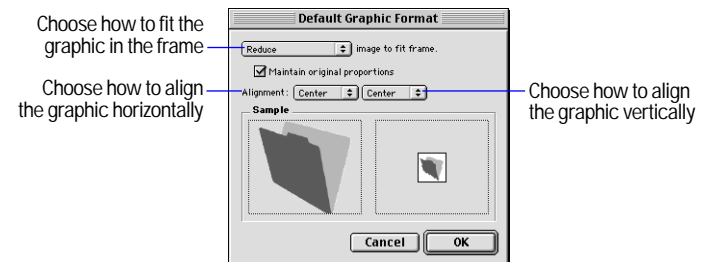 Default Graphic Format
Choose how to fit the
graphic in the frame
Reduce image to fit frame.
Maintain original proportions
Choose how to align
the graphic horizontally
Alignment: Center Center
Choose how to align
the graphic vertically
Sample
Cancel OK